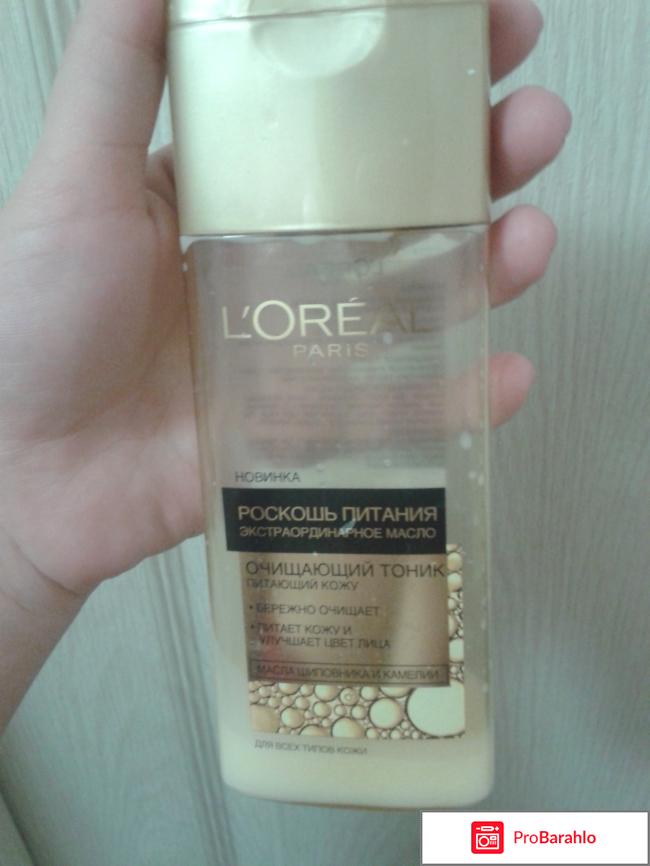 L'ORÉAL
PARIS
НОВИНКА
РОСКОШЬ ПИТАНИЯ
ЭКСТРАОРДИНАРНОЕ МАСЛО
ОЧИЩАЮЩИЙ ТОНИК
ПИТАЮЩИЙ КОЖУ
• БЕРЕЖНО ОЧИЩАЕТ
• ПИТАЕТ КОЖУ И
УЛУЧШАЕТ ЦВЕТ ЛИЦА
МАСЛА ШИПОВНИКА И КАМЕЛИИ
ДЛЯ ВСЕХ ТИПОВ КОЖИ
ProBarahlo